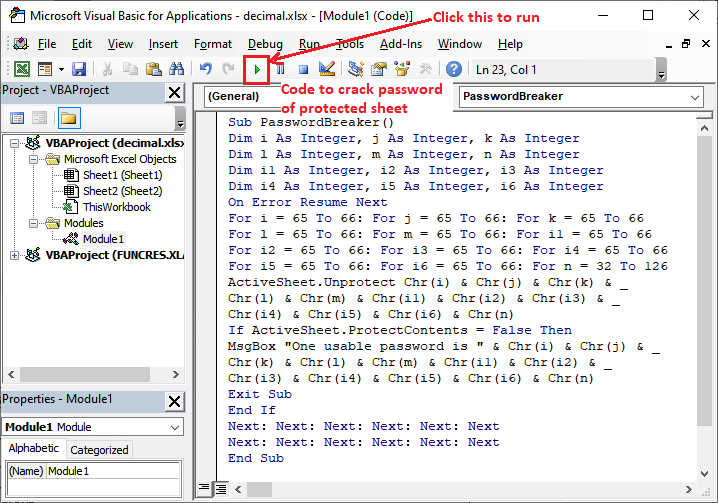 Microsoft Visual Basic for Applications - decimal.xlsx - [Module1 (Code)]
Click this to run
File Edit View Insert Format Debug Run Tools Add-Ins Window Help
Ln 23, Col 1
Project - VBAProject
Code to crack password
of protected sheet
(General)
PasswordBreaker
VBAProject (decimal.xlsx
Microsoft Excel Objects
Sheet1 (Sheet1)
Sheet2 (Sheet2)
ThisWorkbook
Modules
Module1
VBAProject (FUNCRES.XLA
Sub PasswordBreaker()
Dim i As Integer, j As Integer, k As Integer
Dim l As Integer, m As Integer, n As Integer
Dim i1 As Integer, i2 As Integer, i3 As Integer
Dim i4 As Integer, i5 As Integer, i6 As Integer
On Error Resume Next
For i = 65 To 66: For j = 65 To 66: For k = 65 To 66
For l = 65 To 66: For m = 65 To 66: For i1 = 65 To 66
For i2 = 65 To 66: For i3 = 65 To 66: For i4 = 65 To 66
For i5 = 65 To 66: For i6 = 65 To 66: For n = 32 To 126
ActiveSheet.Unprotect Chr(i) & Chr(j) & Chr(k) & _
Chr(l) & Chr(m) & Chr(i1) & Chr(i2) & Chr(i3) & _
Chr(i4) & Chr(i5) & Chr(i6) & Chr(n)
If ActiveSheet.ProtectContents = False Then
MsgBox "One usable password is " & Chr(i) & Chr(j) & _
Chr(k) & Chr(l) & Chr(m) & Chr(i1) & Chr(i2) & _
Chr(i3) & Chr(i4) & Chr(i5) & Chr(i6) & Chr(n)
Exit Sub
End If
Next: Next: Next: Next: Next: Next
Next: Next: Next: Next: Next: Next
End Sub
Properties - Module1
Module1 Module
Alphabetic Categorized
(Name) Module1